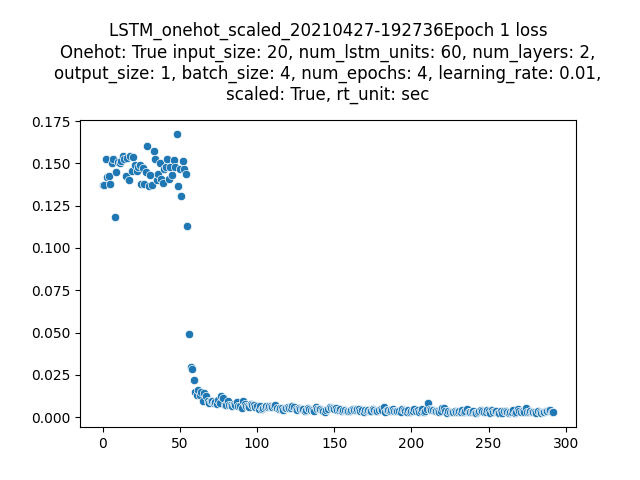 LSTM_onehot_scaled_20210427-192736Epoch 1 loss
Onehot: True input_size: 20, num_lstm_units: 60, num_layers: 2,
output_size: 1, batch_size: 4, num_epochs: 4, learning_rate: 0.01,
scaled: True, rt_unit: sec
0.175
0.150
0.125
0.100
0.075
0.050
0.025
0.000
0 50 100 150 200 250 300